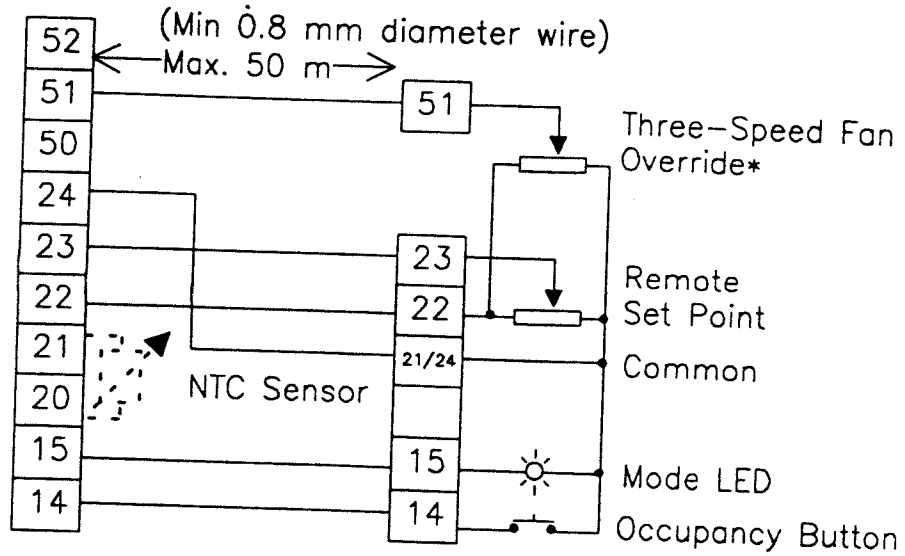 (Min 0.8 mm diameter wire)
Max. 50 m
52
51
50
24
23
22
21
20
15
14
51
23
22
21/24
15
14
NTC Sensor
Three-Speed Fan
Override*
Remote
Set Point
Common
Mode LED
Occupancy Button